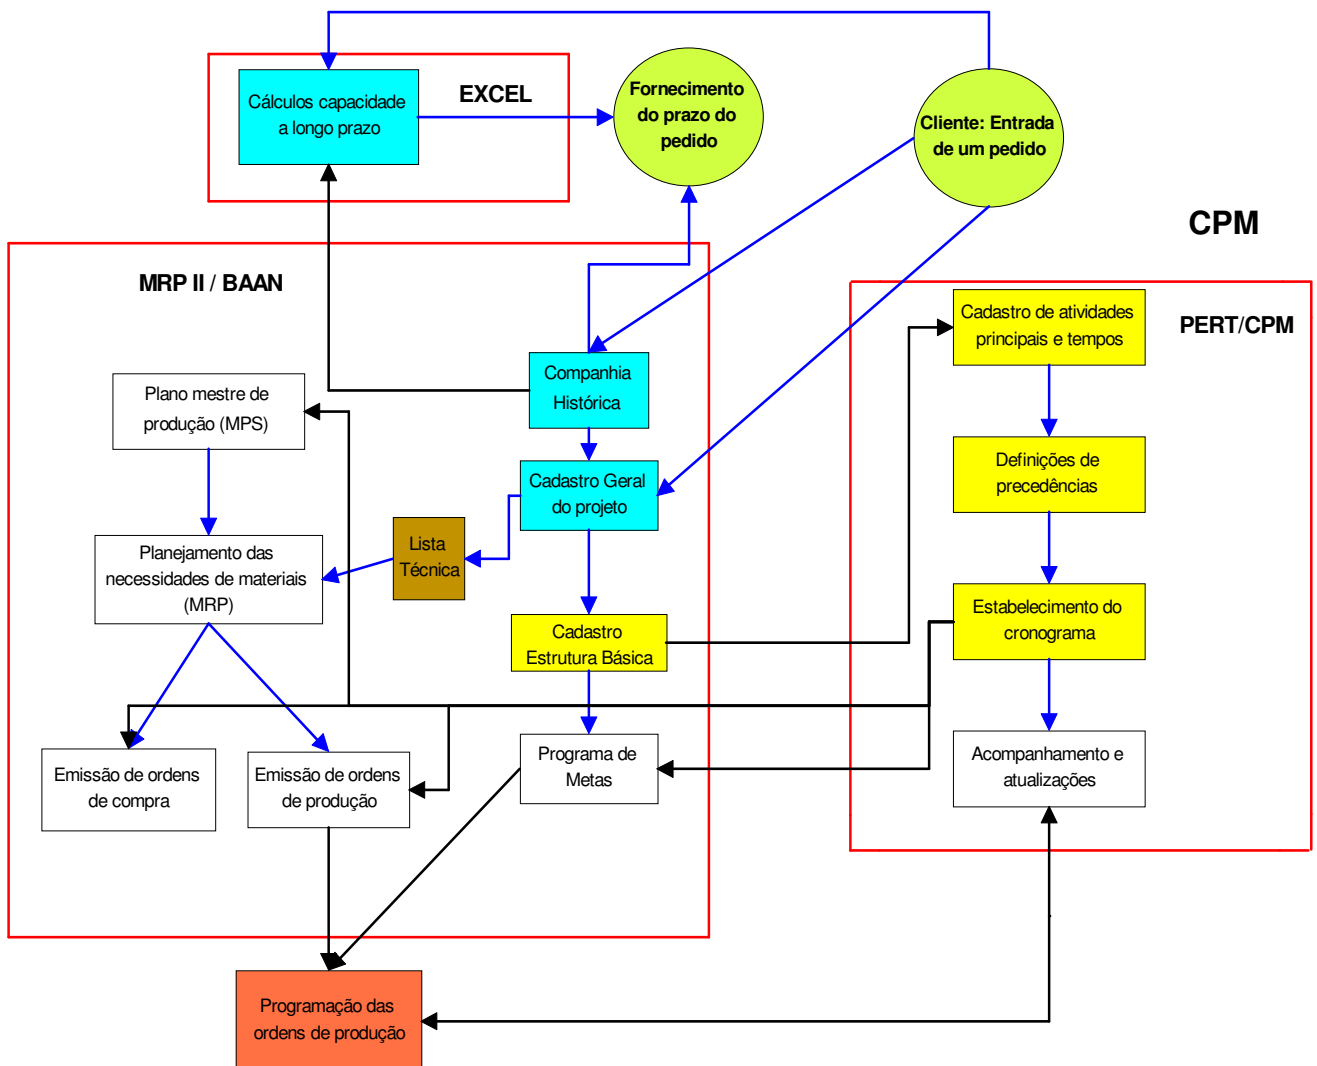 Cálculos capacidade
a longo prazo
EXCEL
Fornecimento
do prazo do
pedido
Cliente: Entrada
de um pedido
CPM
MRP II / BAAN
PERT/CPM
Cadastro de atividades
principais e tempos
Companhia
Histórica
Plano mestre de
produção (MPS)
Definições de
precedências
Cadastro Geral
do projeto
Lista
Técnica
Planejamento das
necessidades de materiais
(MRP)
Estabelecimento do
cronograma
Cadastro
Estrutura Básica
Programa de
Metas
Acompanhamento e
atualizações
Emissão de ordens
de compra
Emissão de ordens
de produção
Programação das
ordens de produção